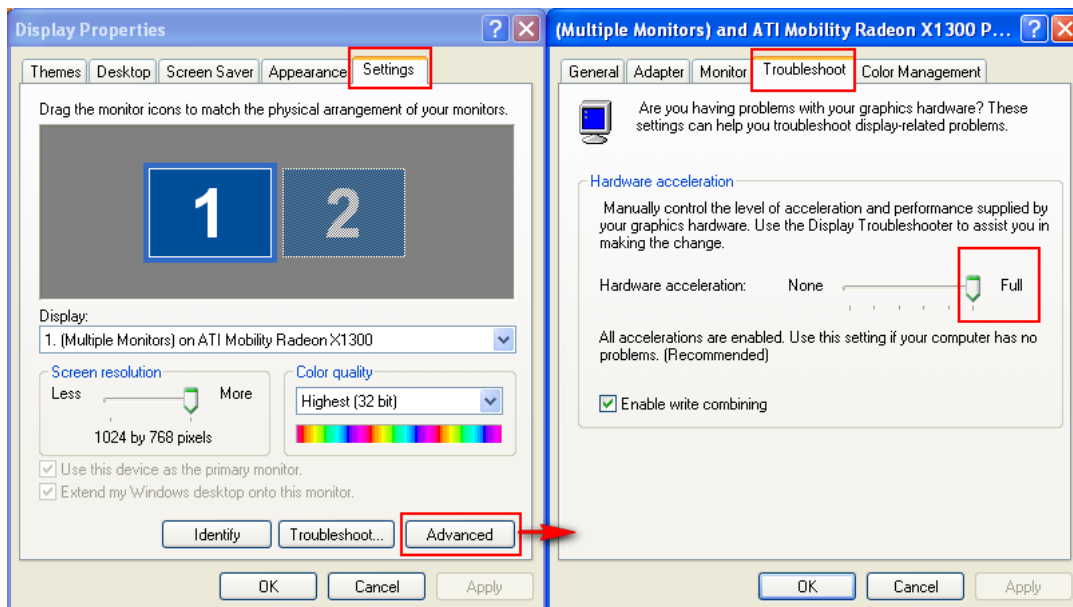 Display Properties
Themes Desktop Screen Saver Appearance Settings
Drag the monitor icons to match the physical arrangement of your monitors.
1 2
Display:
1. (Multiple Monitors) on ATI Mobility Radeon X1300
Screen resolution
Less More
1024 by 768 pixels
Color quality
Highest (32 bit)
Use this device as the primary monitor.
Extend my Windows desktop onto this monitor.
Identify Troubleshoot... Advanced
OK Cancel Apply
(Multiple Monitors) and ATI Mobility Radeon X1300 P...
General Adapter Monitor Troubleshoot Color Management
Are you having problems with your graphics hardware? These
settings can help you troubleshoot display-related problems.
Hardware acceleration
Manually control the level of acceleration and performance supplied by
your graphics hardware. Use the Display Troubleshooter to assist you in
making the change.
Hardware acceleration: None Full
All accelerations are enabled. Use this setting if your computer has no
problems. (Recommended)
Enable write combining
OK Cancel Apply